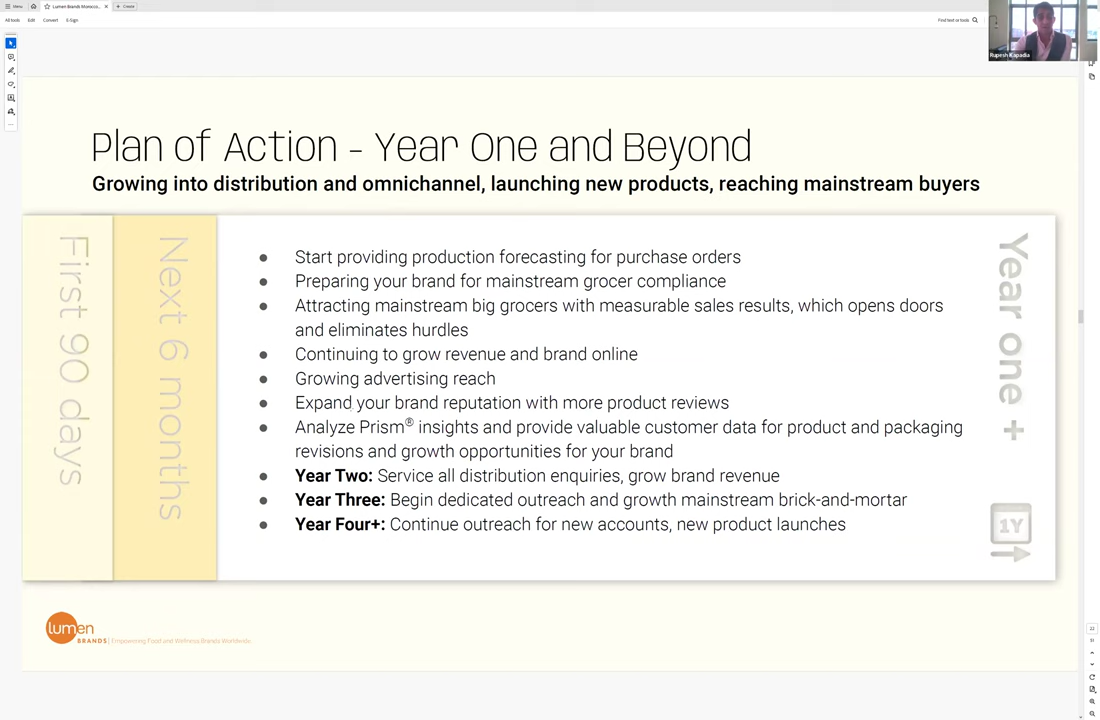 Menu
Lumen Brands Morocco...
Create
All tools
Edit
Convert
E-Sign
Find text or tools
Rupesh Kapadia
Plan of Action - Year One and Beyond
Growing into distribution and omnichannel, launching new products, reaching mainstream buyers
First 90 days
Next 6 months
● Start providing production forecasting for purchase orders
● Preparing your brand for mainstream grocer compliance
● Attracting mainstream big grocers with measurable sales results, which opens doors
and eliminates hurdles
● Continuing to grow revenue and brand online
● Growing advertising reach
● Expand your brand reputation with more product reviews
● Analyze Prism® insights and provide valuable customer data for product and packaging
revisions and growth opportunities for your brand
● Year Two: Service all distribution enquiries, grow brand revenue
● Year Three: Begin dedicated outreach and growth mainstream brick-and-mortar
● Year Four+: Continue outreach for new accounts, new product launches
Year one +
1Y
lumen
BRANDS | Empowering Food and Wellness Brands Worldwide.
22
51